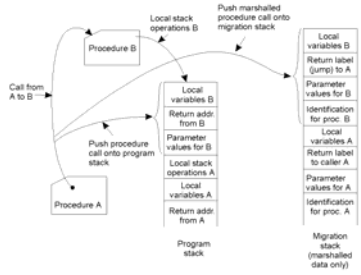 Local stack
operations B
Push marshalled
procedure call onto
migration stack
Procedure B
Call from
A to B
Push procedure
call onto program
stack
Procedure A
Local
variables B
Return addr.
from B
Parameter
values for B
Local stack
operations A
Local
variables A
Return addr.
from A
Program
stack
Local
variables B
Return label
(jump) to A
Parameter
values for B
Identification
for proc. B
Local
variables A
Return label
to caller A
Parameter
values for A
Identification
for proc. A
Migration
stack
(marshalled
data only)